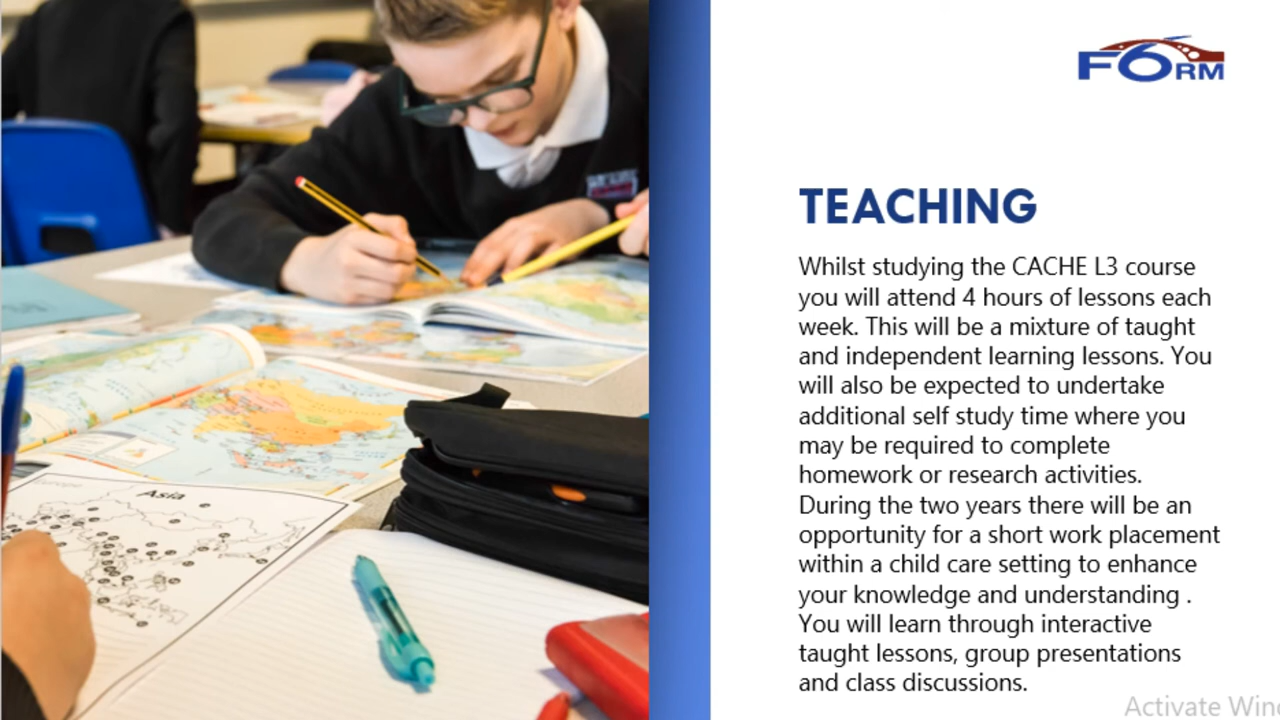 F6RM
TEACHING
Whilst studying the CACHE L3 course
you will attend 4 hours of lessons each
week. This will be a mixture of taught
and independent learning lessons. You
will also be expected to undertake
additional self study time where you
may be required to complete
homework or research activities.
During the two years there will be an
opportunity for a short work placement
within a child care setting to enhance
your knowledge and understanding .
You will learn through interactive
taught lessons, group presentations
and class discussions.
Asia
Europe
Activate Wind